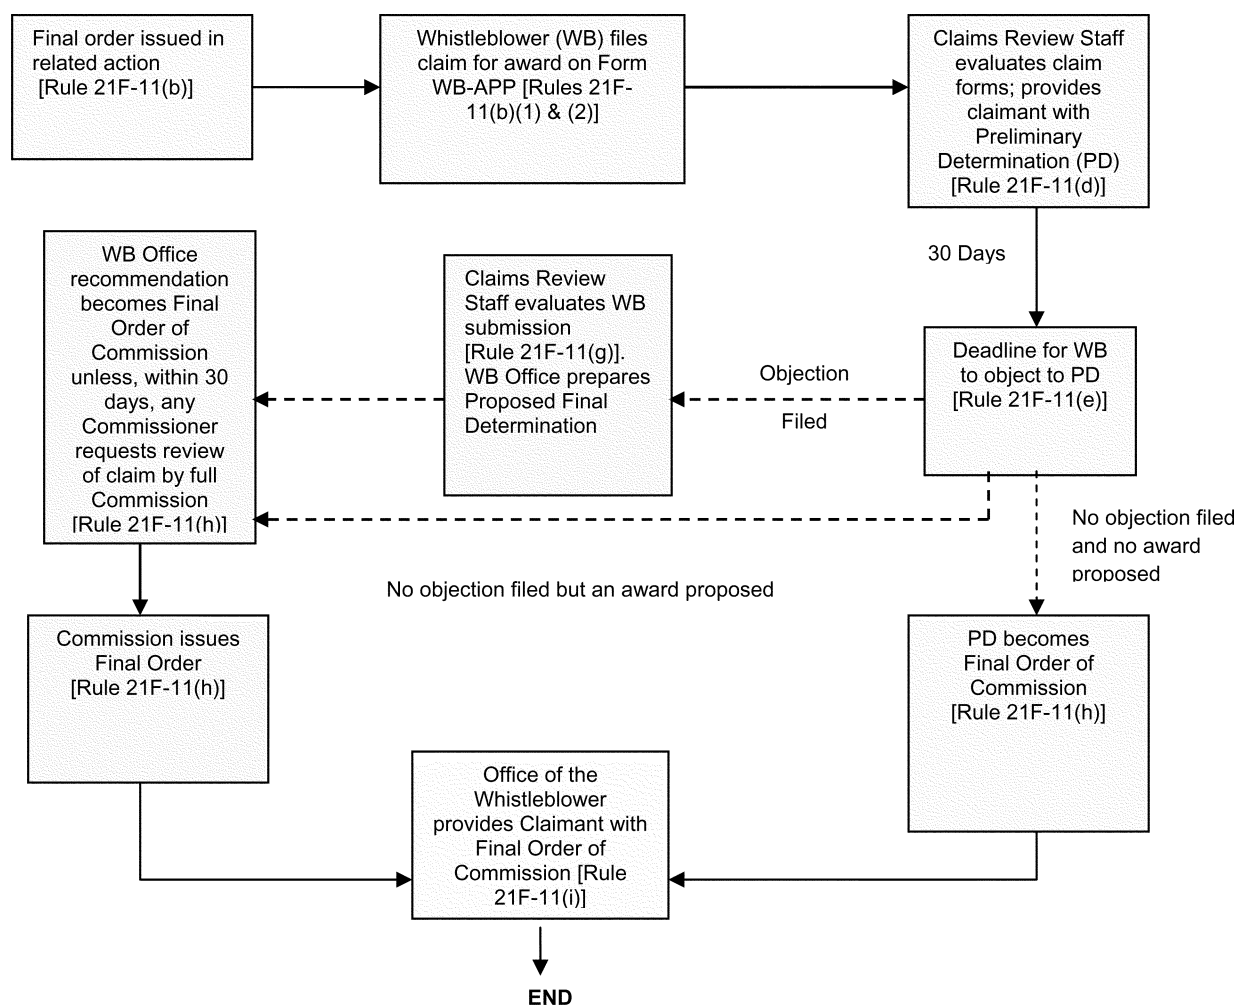 Final order issued in
related action
[Rule 21F-11(b)]
Whistleblower (WB) files
claim for award on Form
WB-APP [Rules 21F-
11(b)(1) & (2)]
Claims Review Staff
evaluates claim
forms; provides
claimant with
Preliminary
Determination (PD)
[Rule 21F-11(d)]
30 Days
WB Office
recommendation
becomes Final
Order of
Commission
unless, within 30
days, any
Commissioner
requests review
of claim by full
Commission
[Rule 21F-11(h)]
Claims Review
Staff evaluates WB
submission
[Rule 21F-11(g)].
WB Office prepares
Proposed Final
Determination
Objection
Filed
Deadline for WB
to object to PD
[Rule 21F-11(e)]
No objection filed
and no award
proposed
No objection filed but an award proposed
Commission issues
Final Order
[Rule 21F-11(h)]
PD becomes
Final Order of
Commission
[Rule 21F-11(h)]
Office of the
Whistleblower
provides Claimant with
Final Order of
Commission [Rule
21F-11(i)]
END